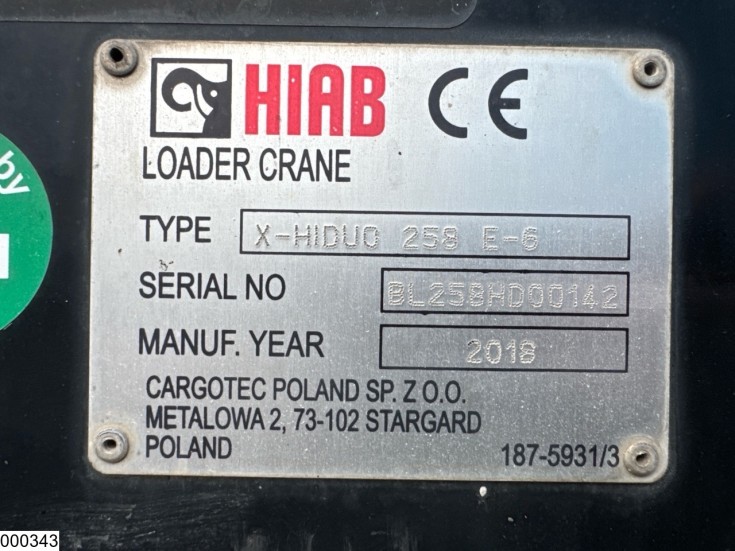 HIAB CE
LOADER CRANE
TYPE X-HIDUO 258 E-6
SERIAL NO BL258HD00142
MANUF. YEAR 2018
CARGOTEC POLAND SP. Z O.O.
METALOWA 2, 73-102 STARGARD
POLAND 187-5931/3
by
000343